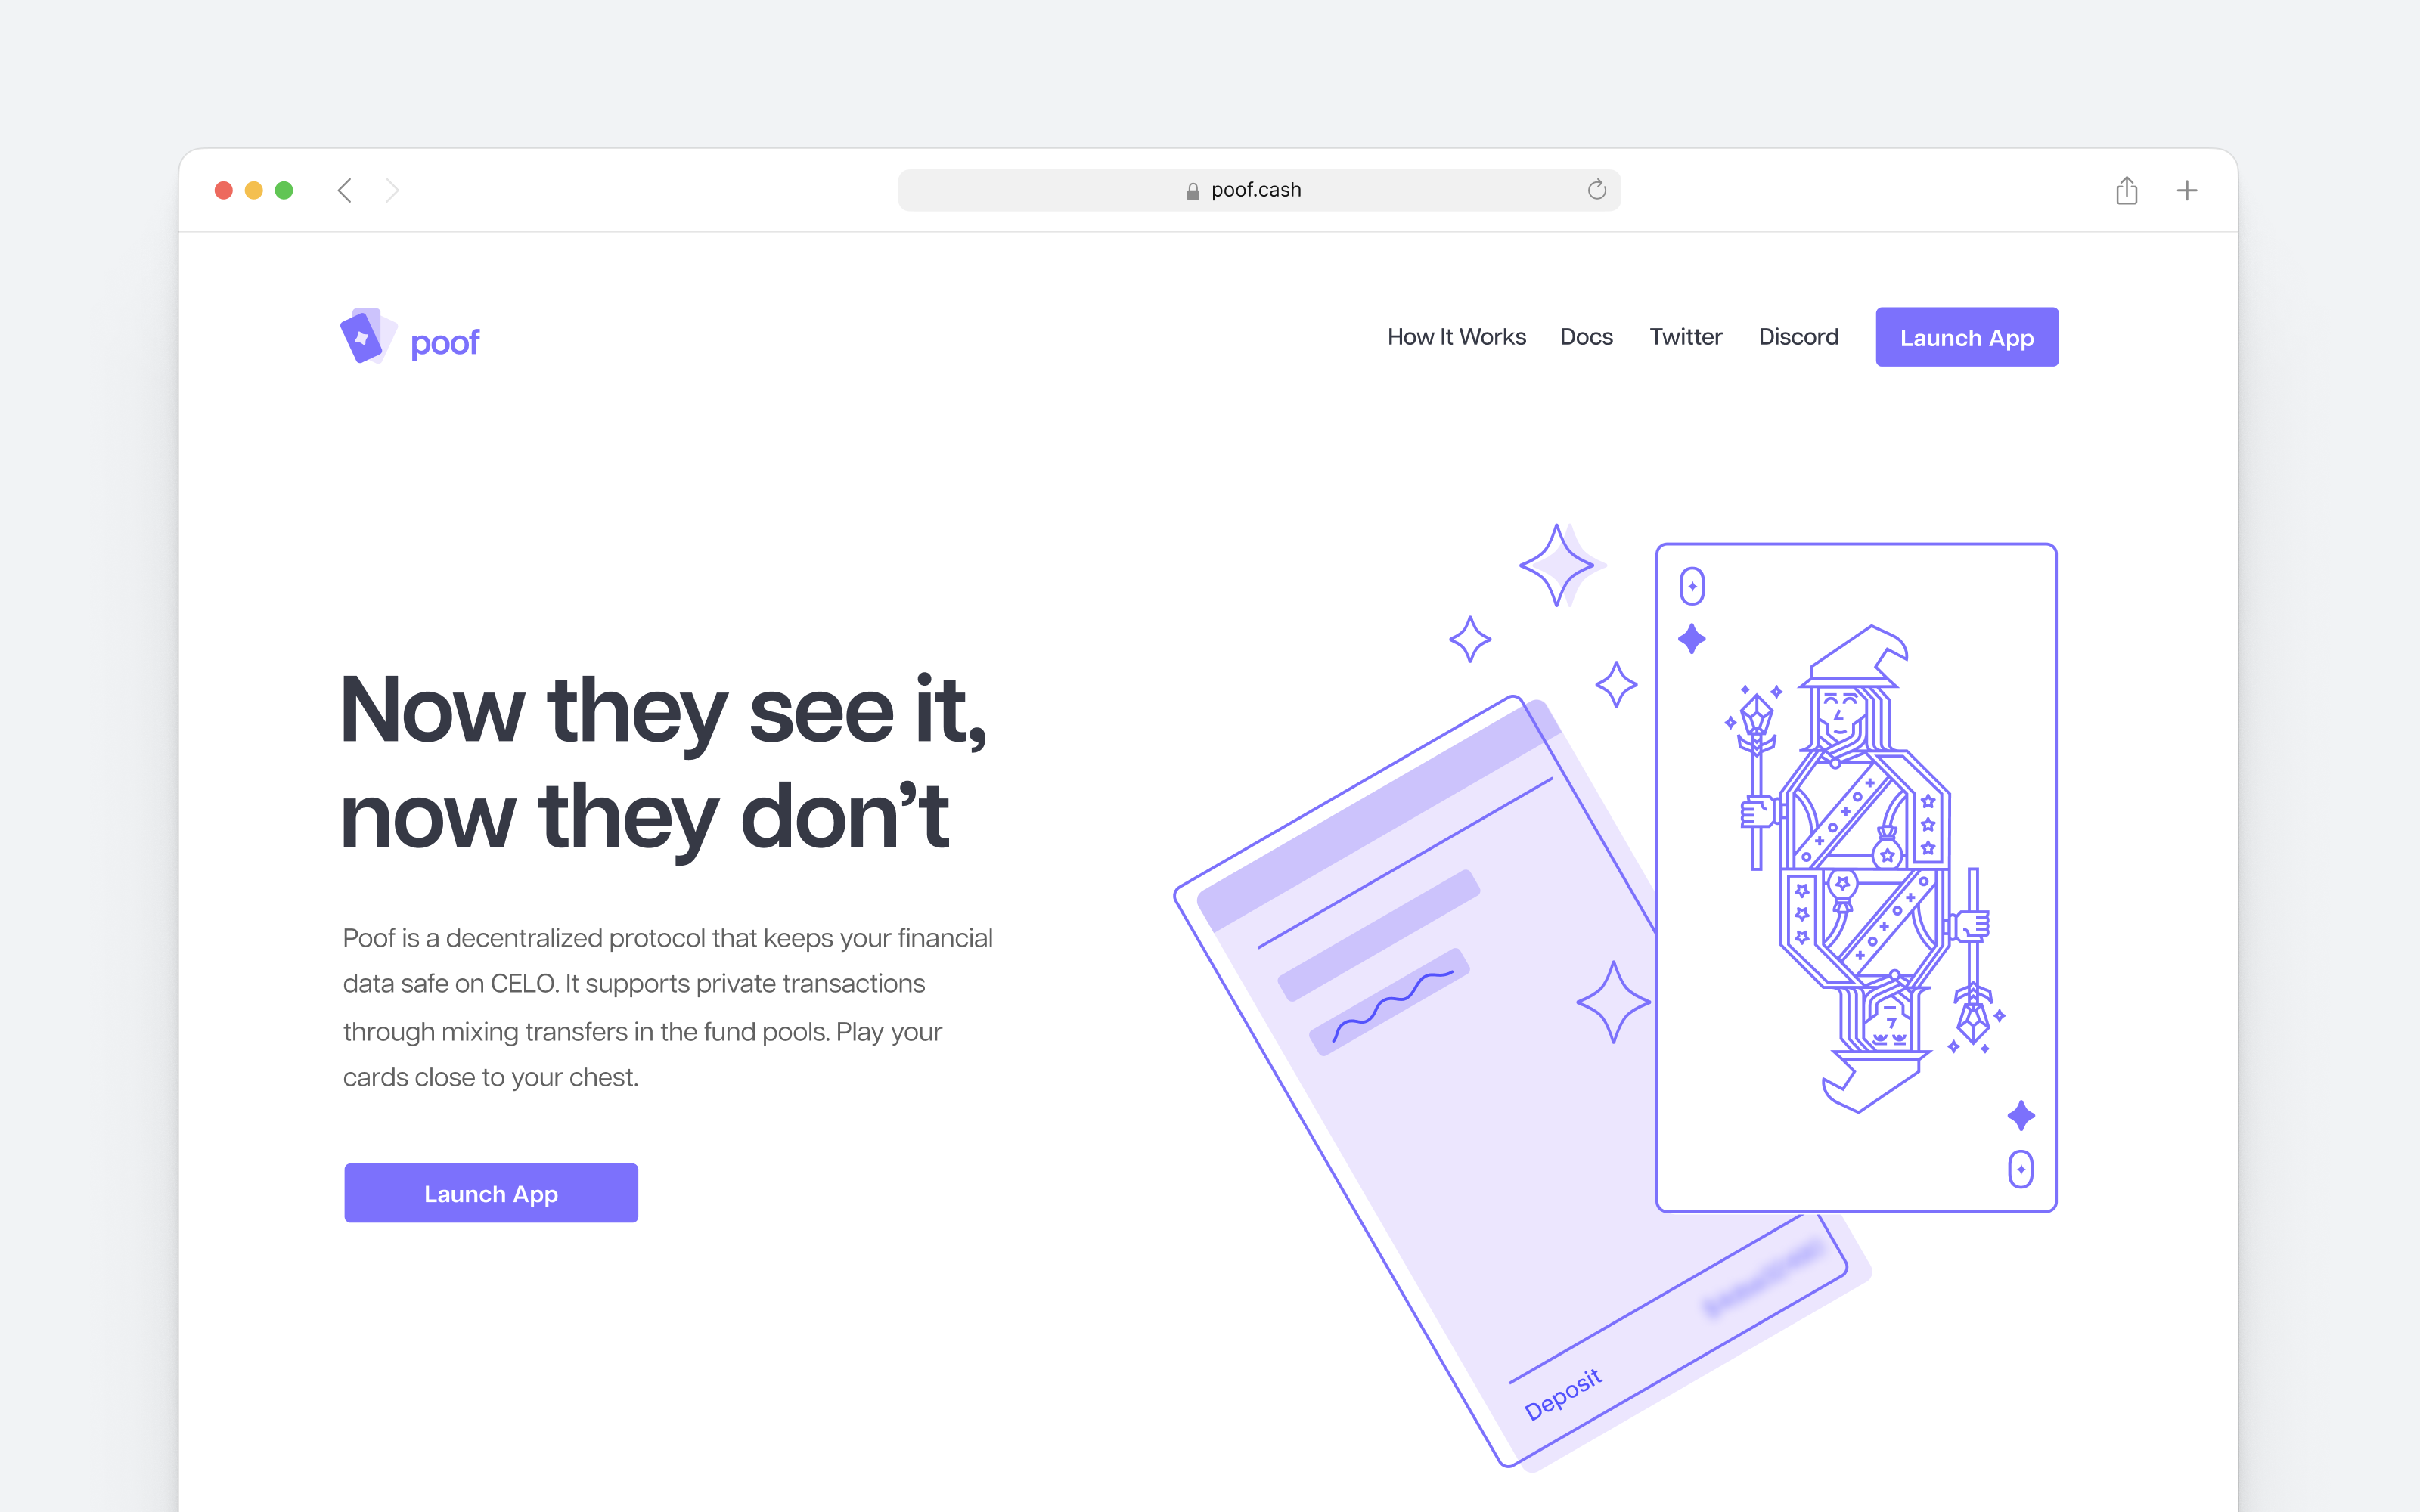 poof.cash
poof
How It Works Docs Twitter Discord Launch App
Now they see it,
now they don’t
Poof is a decentralized protocol that keeps your financial
data safe on CELO. It supports private transactions
through mixing transfers in the fund pools. Play your
cards close to your chest.
Launch App
0
0
Deposit